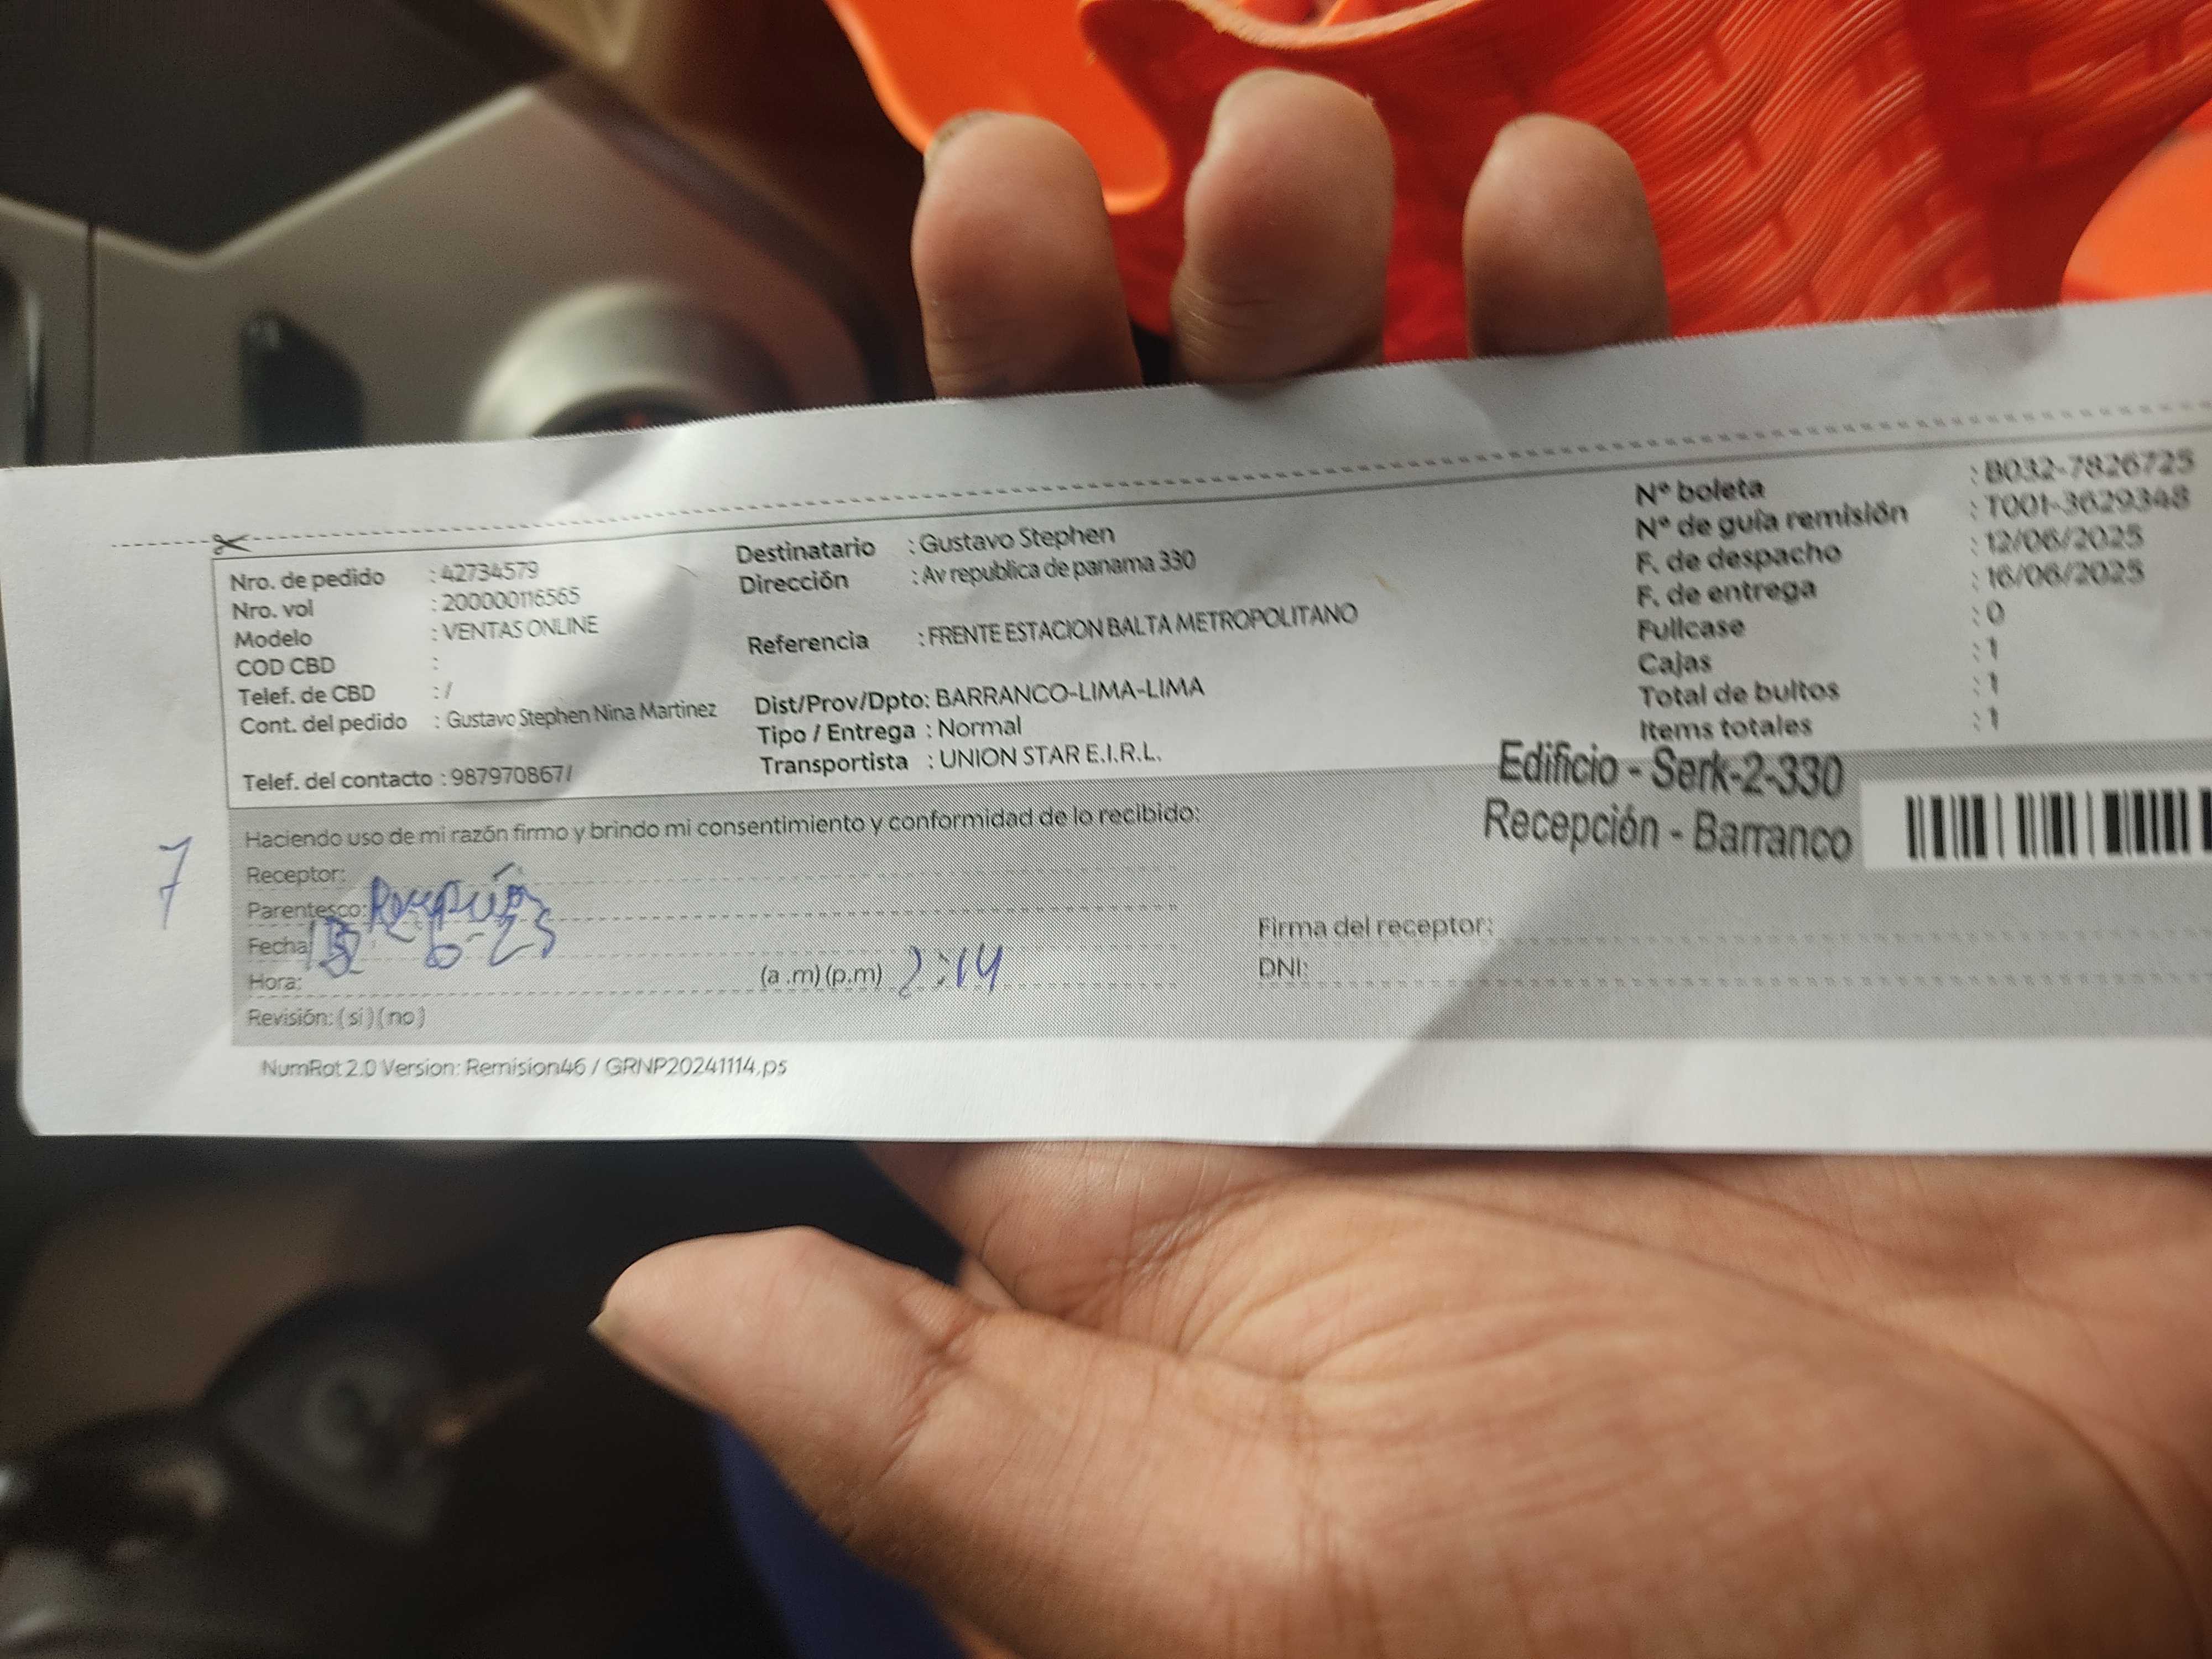 Nro. de pedido : 42734579
Nro. vol : 200000116565
Modelo : VENTAS ONLINE
COD CBD :
Telef. de CBD : /
Cont. del pedido : Gustavo Stephen Nina Martinez
Telef. del contacto : 987970867/
Destinatario : Gustavo Stephen
Dirección : Av republica de panama 330
Referencia : FRENTE ESTACION BALTA METROPOLITANO
Dist/Prov/Dpto: BARRANCO-LIMA-LIMA
Tipo / Entrega : Normal
Transportista : UNION STAR E.I.R.L.
Nº boleta : B032-7826725
Nº de guía remisión : T001-3629348
F. de despacho : 12/06/2025
F. de entrega : 16/06/2025
Fullcase : 0
Cajas : 1
Total de bultos : 1
Items totales : 1
Edificio - Serk-2-330
Recepción - Barranco
Haciendo uso de mi razón firmo y brindo mi consentimiento y conformidad de lo recibido:
7
Receptor:
Parentesco: Recepción
Fecha 6-25
Hora: (a .m) (p.m) 2:14
Revisión: ( si ) ( no )
Firma del receptor:
DNI:
NumRot 2.0 Version: Remision46 / GRNP20241114.ps